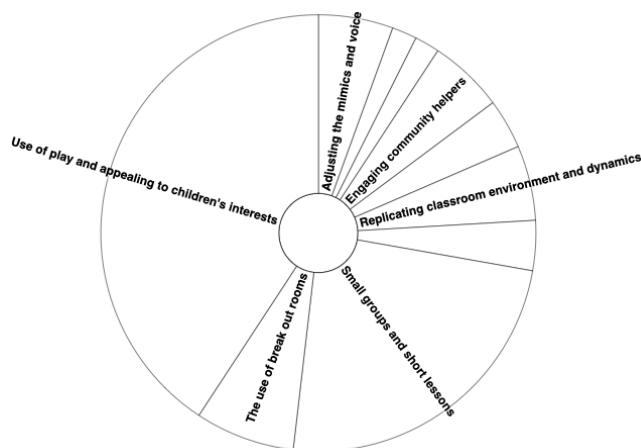 Adjusting the mimics and voice
Engaging community helpers
Replicating classroom environment and dynamics
Small groups and short lessons
The use of break out rooms
Use of play and appealing to children's interests